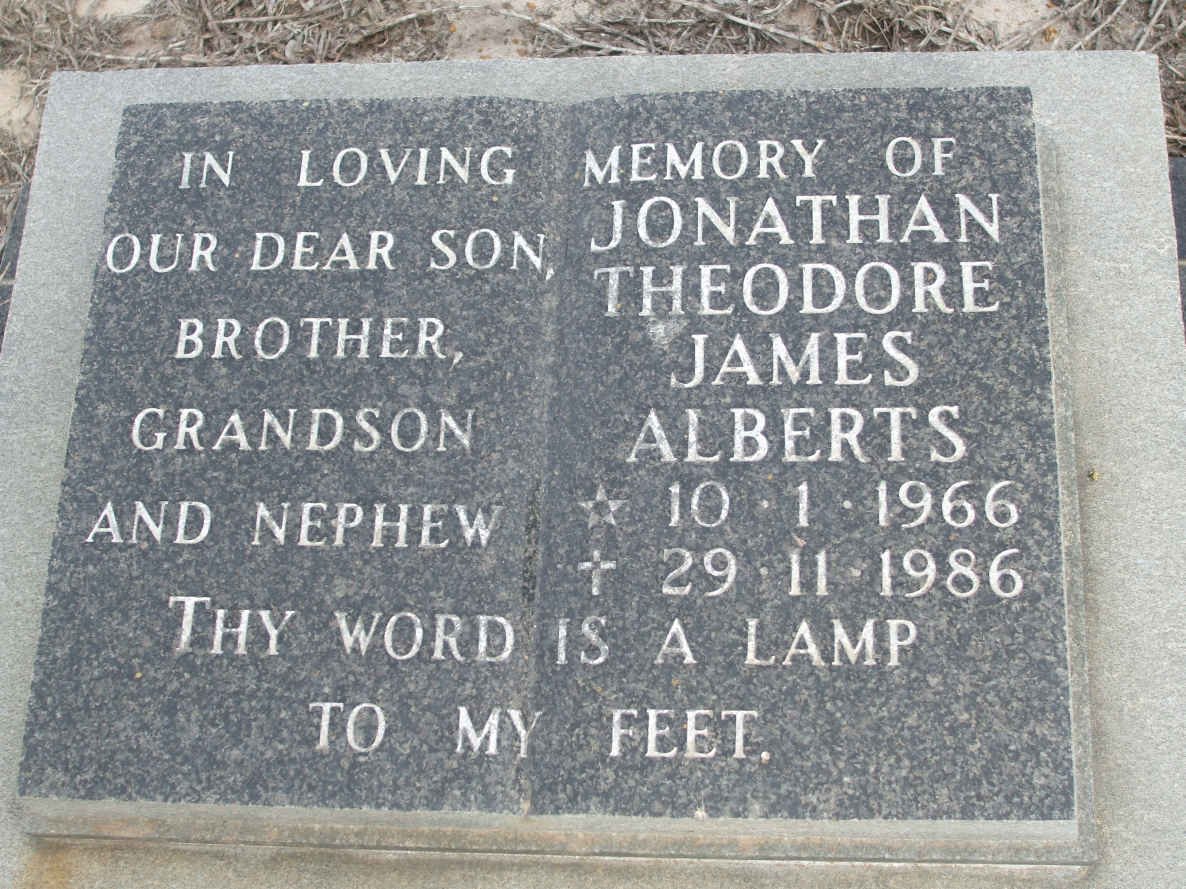 IN LOVING MEMORY OF
OUR DEAR SON,
BROTHER,
GRANDSON
AND NEPHEW
JONATHAN
THEODORE
JAMES
ALBERTS
☆ 10 · 1 · 1966
✝ 29 · 11 · 1986
THY WORD IS A LAMP
TO MY FEET.